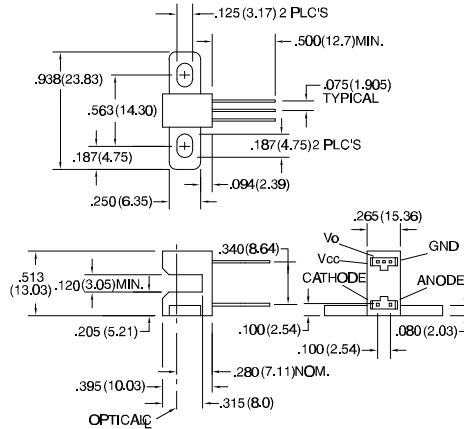 .125(3.17) 2 PLC'S
.500(12.7)MIN.
.938(23.83)
.075(1.905)
TYPICAL
.563(14.30)
.187(4.75)
.187(4.75)2 PLC'S
.094(2.39)
.250(6.35)
.265(15.36)
Vo
GND
.340(8.64)
Vcc
.513
(13.03)
.120(3.05)MIN.
CATHODE
ANODE
.205(5.21)
.100(2.54)
.080(2.03)
.100
(2.54)
.280(7.11)NOM.
.395(10.03)
.315(8.0)
OPTICAL ℄